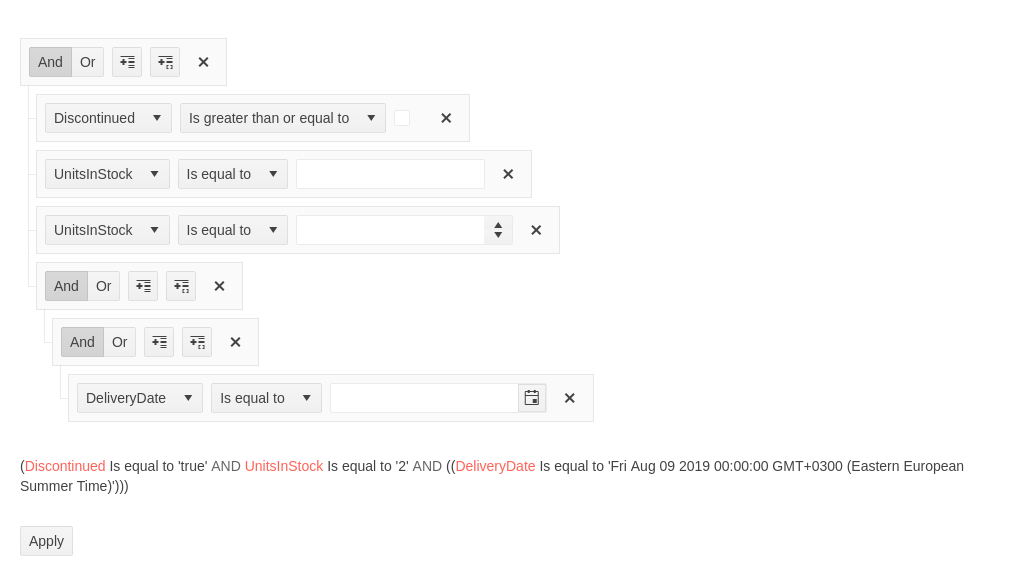 And Or
Discontinued Is greater than or equal to
UnitsInStock Is equal to
UnitsInStock Is equal to
And Or
And Or
DeliveryDate Is equal to
(Discontinued Is equal to 'true' AND UnitsInStock Is equal to '2' AND ((DeliveryDate Is equal to 'Fri Aug 09 2019 00:00:00 GMT+0300 (Eastern European
Summer Time)')))
Apply